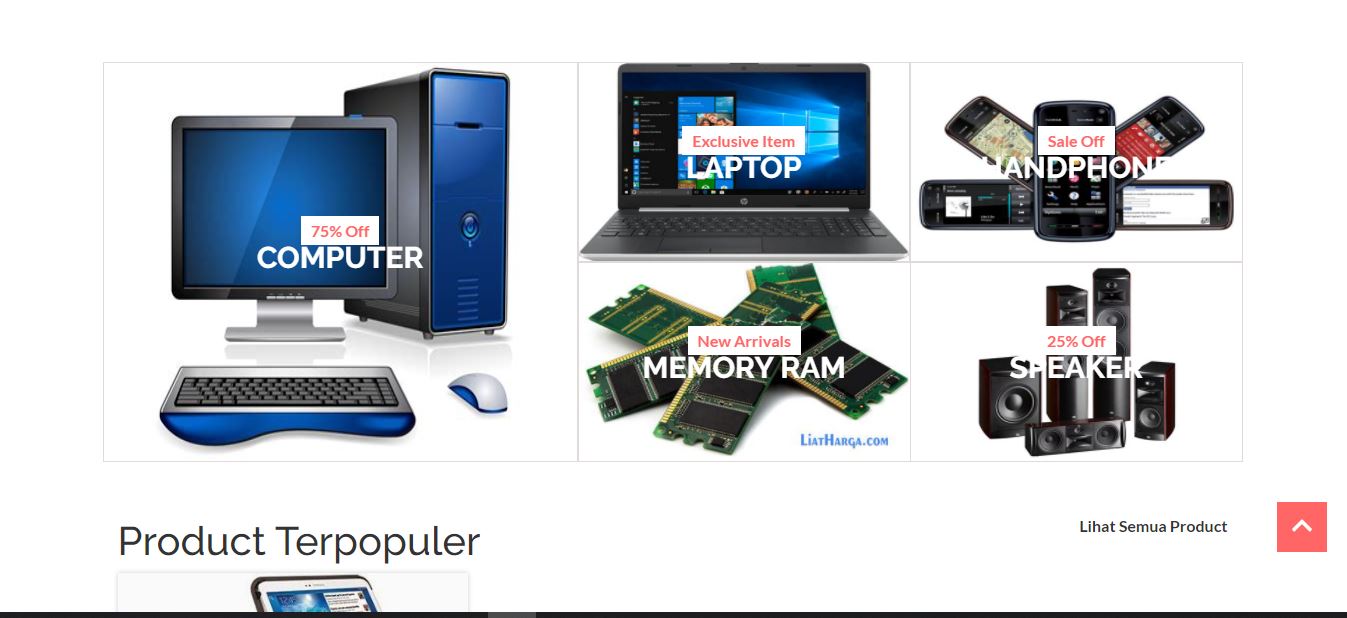 75% Off
COMPUTER
Exclusive Item
LAPTOP
Sale Off
HANDPHONE
New Arrivals
MEMORY RAM
LIATHARGA.COM
25% Off
SPEAKER
Product Terpopuler
Lihat Semua Product